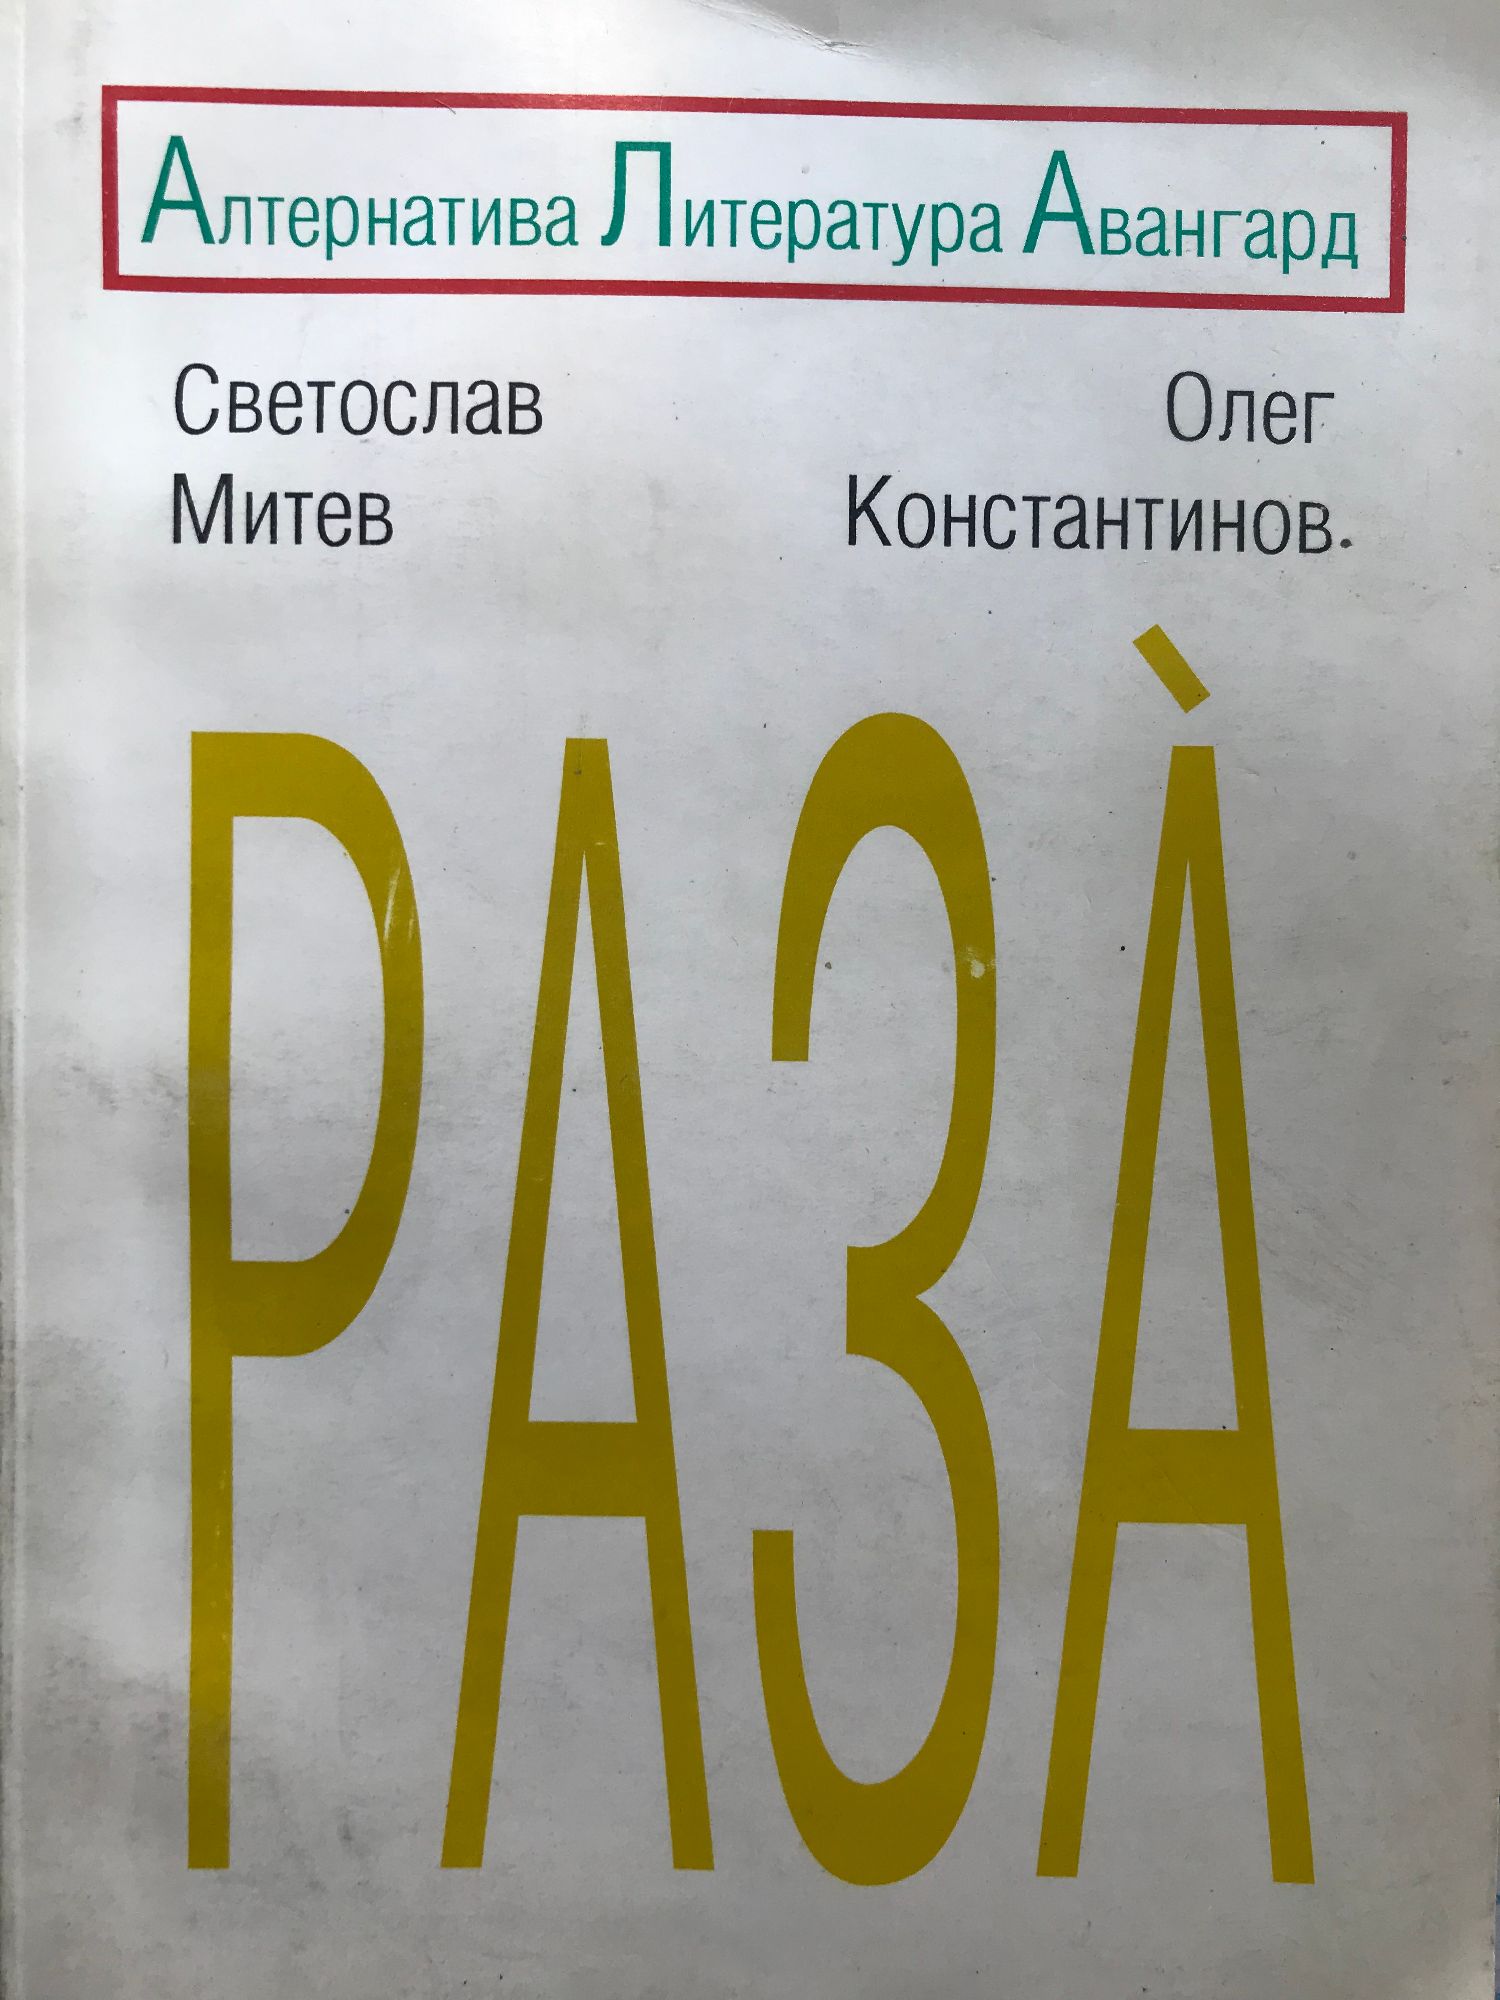 Алтернатива Литература Авангард
Светослав Митев
Олег Константинов.
РАЗÀ